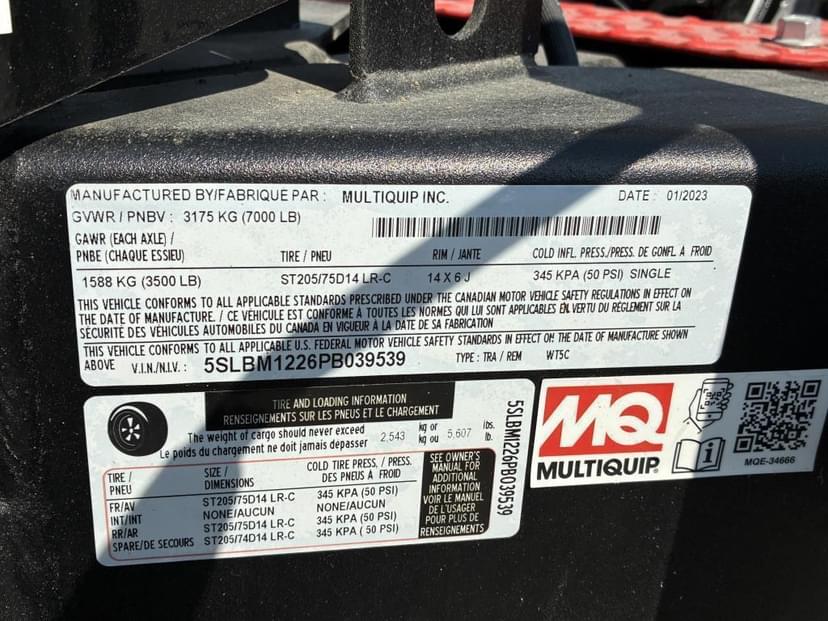 MANUFACTURED BY/FABRIQUE PAR : MULTIQUIP INC. DATE : 01/2023
GVWR / PNBV : 3175 KG (7000 LB)
GAWR (EACH AXLE) /
PNBE (CHAQUE ESSIEU) TIRE / PNEU RIM / JANTE COLD INFL. PRESS./PRESS. DE GONFL. À FROID
1588 KG (3500 LB) ST205/75D14 LR-C 14 X 6 J 345 KPA (50 PSI) SINGLE
THIS VEHICLE CONFORMS TO ALL APPLICABLE STANDARDS PRESCRIBED UNDER THE CANADIAN MOTOR VEHICLE SAFETY REGULATIONS IN EFFECT ON
THE DATE OF MANUFACTURE. / CE VÉHICULE EST CONFORME À TOUTES LES NORMES QUI LUI SONT APPLICABLES EN VERTU DU RÉGLEMENT SUR LA
SÉCURITÉ DES VÉHICULES AUTOMOBILES DU CANADA EN VIGUEUR À LA DATE DE SA FABRICATION
THIS VEHICLE CONFORMS TO ALL APPLICABLE U.S. FEDERAL MOTOR VEHICLE SAFETY STANDARDS IN EFFECT ON THE DATE OF MANUFACTURE SHOWN
ABOVE V.I.N./N.I.V. : 5SLBM1226PB039539 TYPE : TRA / REM WT5C
TIRE AND LOADING INFORMATION
RENSEIGNEMENTS SUR LES PNEUS ET LE CHARGEMENT
The weight of cargo should never exceed 2,543 kg or 5,607 lbs.
Le poids du chargement ne doit jamais dépasser kg ou lb.
TIRE / PNEU SIZE / DIMENSIONS COLD TIRE PRESS. / PRESS. DES PNEUS À FROID
FR/AV ST205/75D14 LR-C 345 KPA (50 PSI)
INT/INT NONE/AUCUN NONE/AUCUN
RR/AR ST205/75D14 LR-C 345 KPA (50 PSI)
SPARE/DE SECOURS ST205/74D14 LR-C 345 KPA ( 50 PSI)
SEE OWNER'S
MANUAL FOR
ADDITIONAL
INFORMATION
VOIR LE MANUEL
DE L'USAGER
POUR PLUS DE
RENSEIGNEMENTS
5SLBM1226PB039539
MQ
MULTIQUIP.
MQE-34666